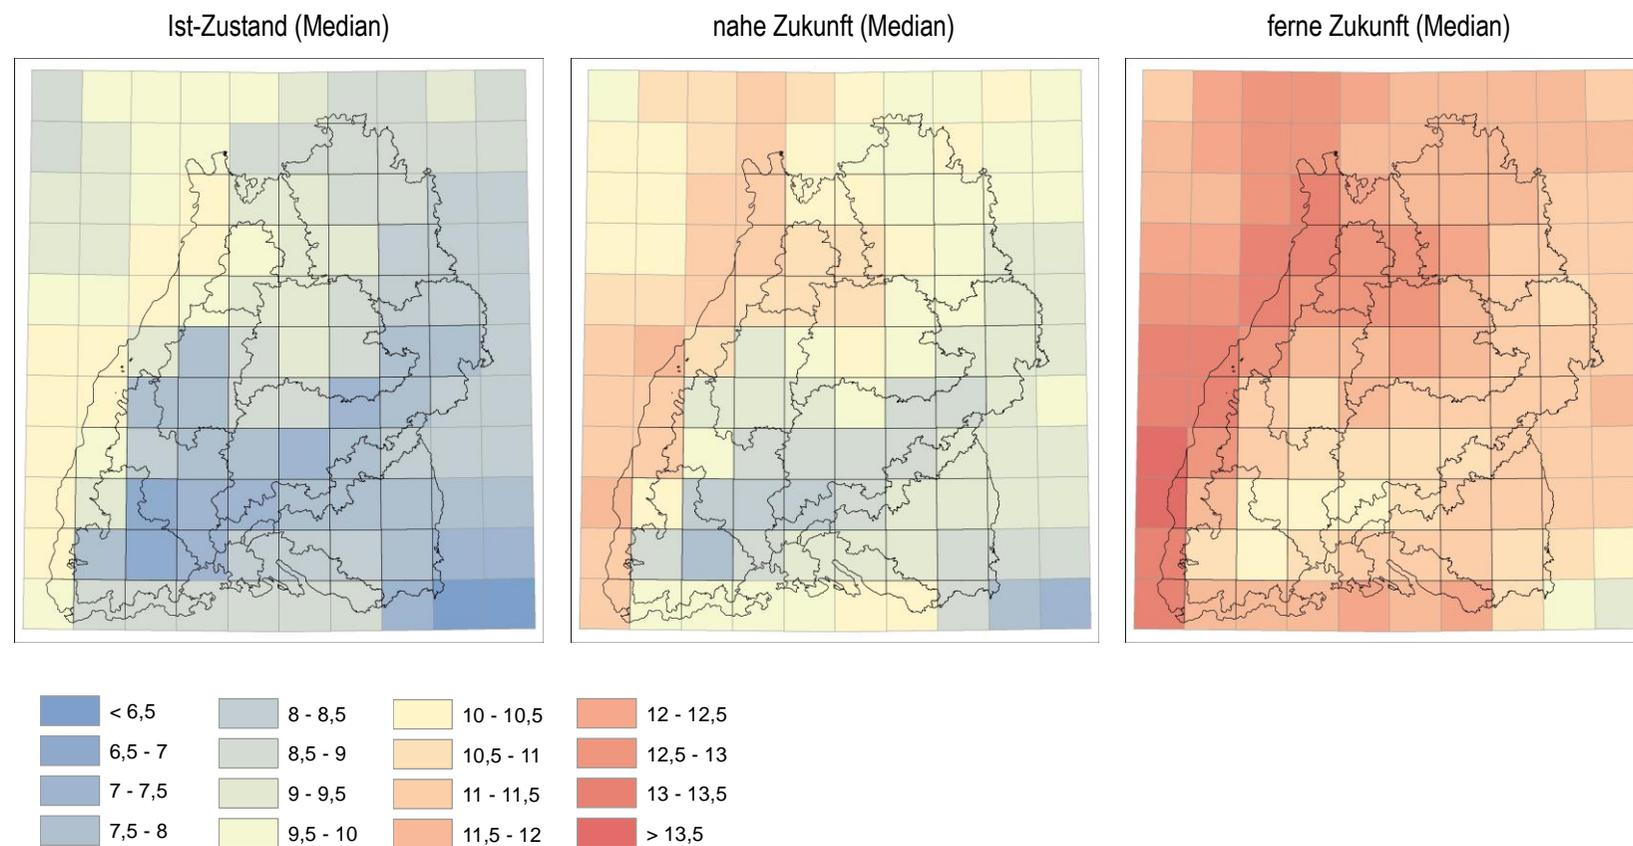 Ist-Zustand (Median)
nahe Zukunft (Median)
ferne Zukunft (Median)
< 6,5
6,5 - 7
7 - 7,5
7,5 - 8
8 - 8,5
8,5 - 9
9 - 9,5
9,5 - 10
10 - 10,5
10,5 - 11
11 - 11,5
11,5 - 12
12 - 12,5
12,5 - 13
13 - 13,5
> 13,5